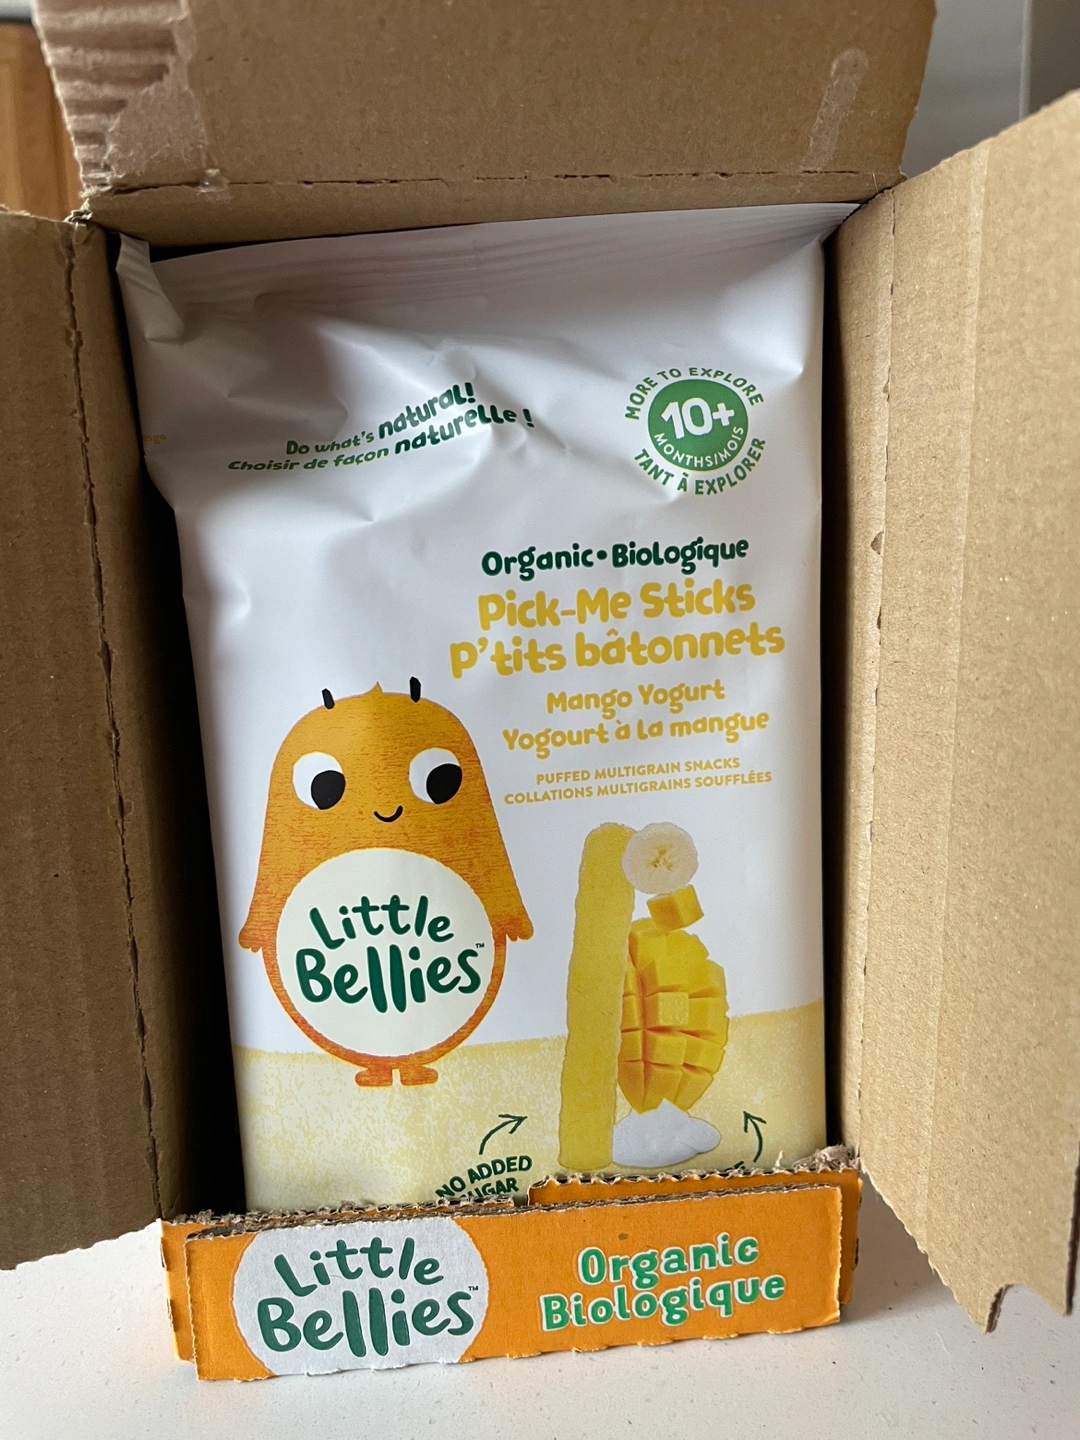 Do what's natural!
Choisir de façon naturelle !
MORE TO EXPLORE
10+
MONTHS/MOIS
TANT À EXPLORER
Organic • Biologique
Pick-Me Sticks
P'tits bâtonnets
Mango Yogurt
Yogourt à la mangue
PUFFED MULTIGRAIN SNACKS
COLLATIONS MULTIGRAINS SOUFFLÉES
Little
Bellies™
NO ADDED
SUGAR
Little
Bellies™
Organic
Biologique